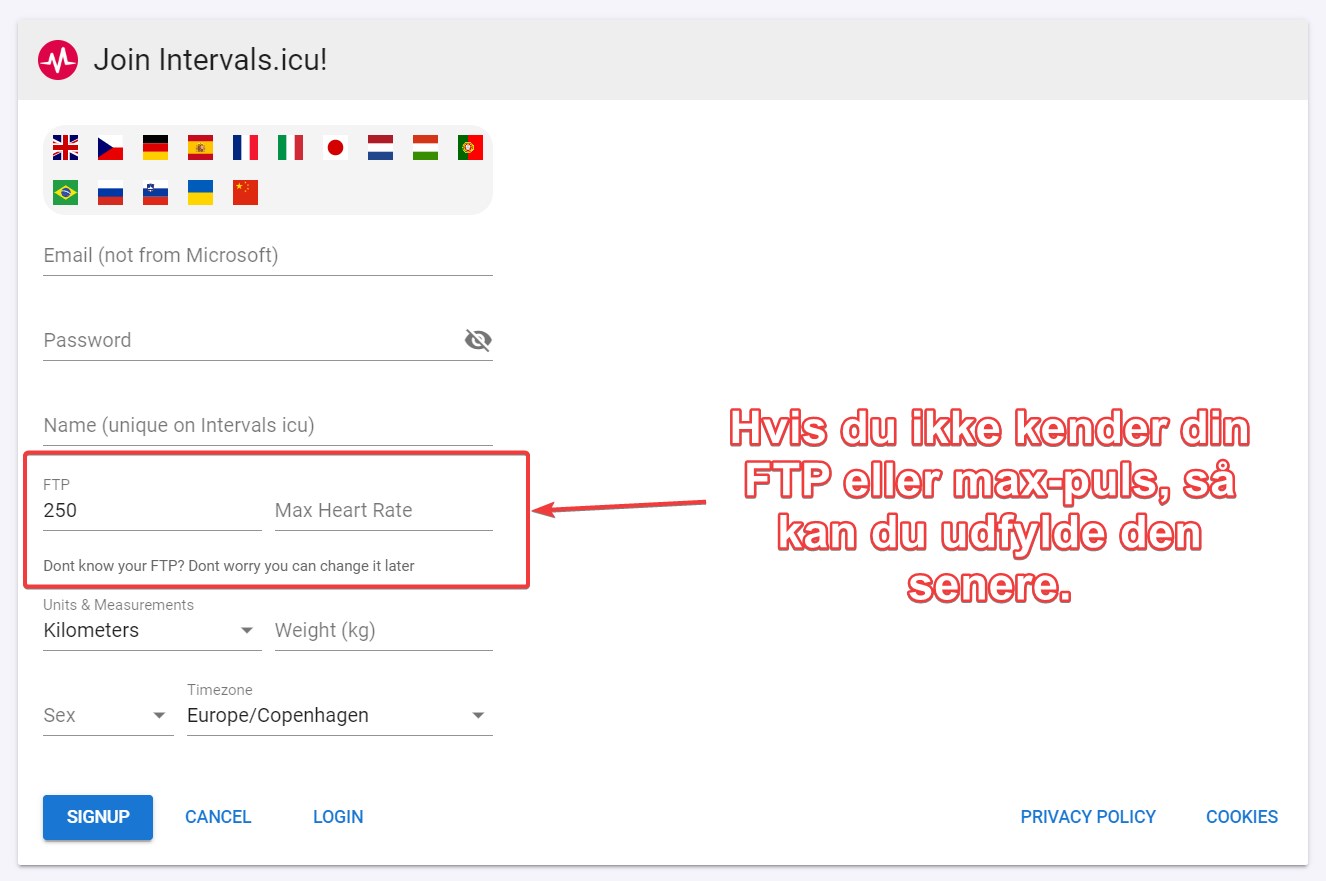 Join Intervals.icu!
Email (not from Microsoft)
Password
Name (unique on Intervals icu)
FTP
250
Max Heart Rate
Dont know your FTP? Dont worry you can change it later
Hvis du ikke kender din
FTP eller max-puls, så
kan du udfylde den
senere.
Units & Measurements
Kilometers
Weight (kg)
Sex
Timezone
Europe/Copenhagen
SIGNUP
CANCEL
LOGIN
PRIVACY POLICY
COOKIES